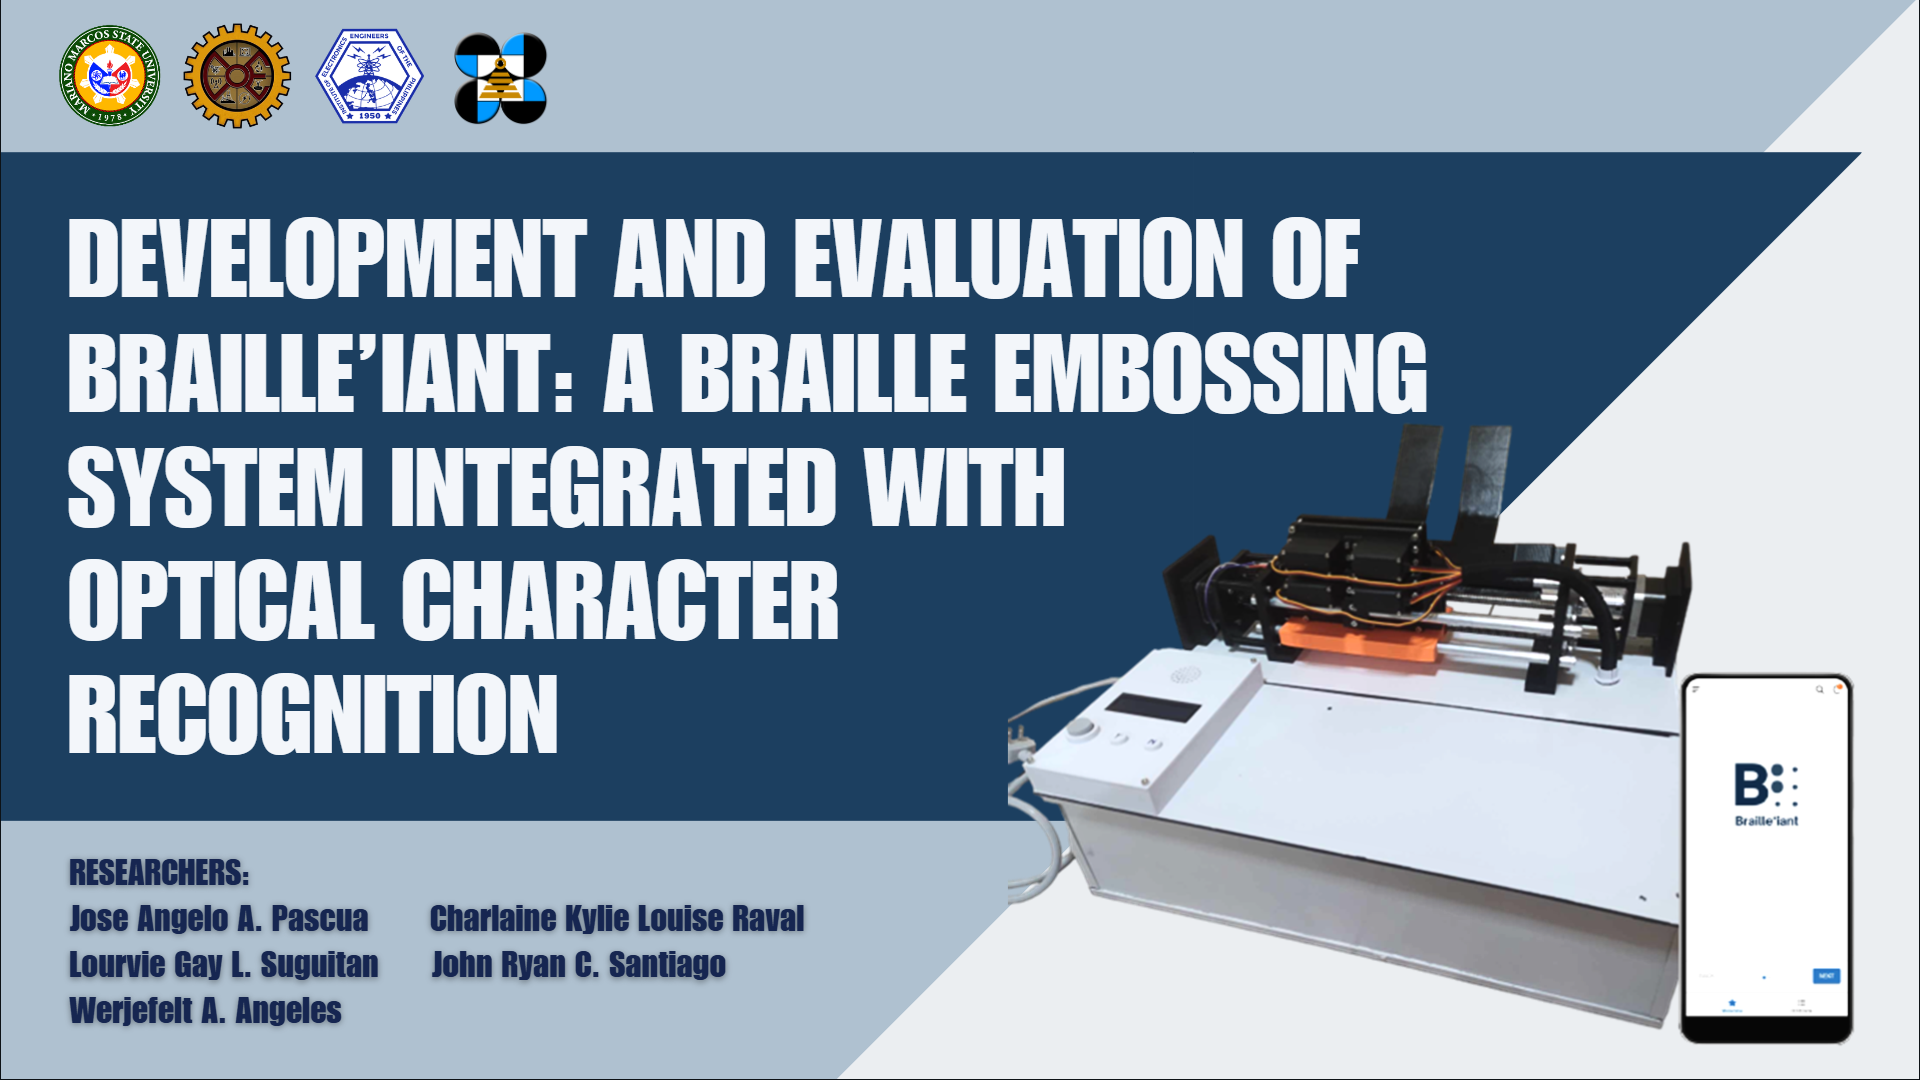 MARIANO MARCOS STATE UNIVERSITY
• 1978 •
INSTITUTE OF ELECTRONICS ENGINEERS OF THE PHILIPPINES
1950
DEVELOPMENT AND EVALUATION OF
BRAILLE’IANT: A BRAILLE EMBOSSING
SYSTEM INTEGRATED WITH
OPTICAL CHARACTER
RECOGNITION
B
Braille'iant
NEXT
RESEARCHERS:
Jose Angelo A. Pascua Charlaine Kylie Louise Raval
Lourvie Gay L. Suguitan John Ryan C. Santiago
Werjefelt A. Angeles